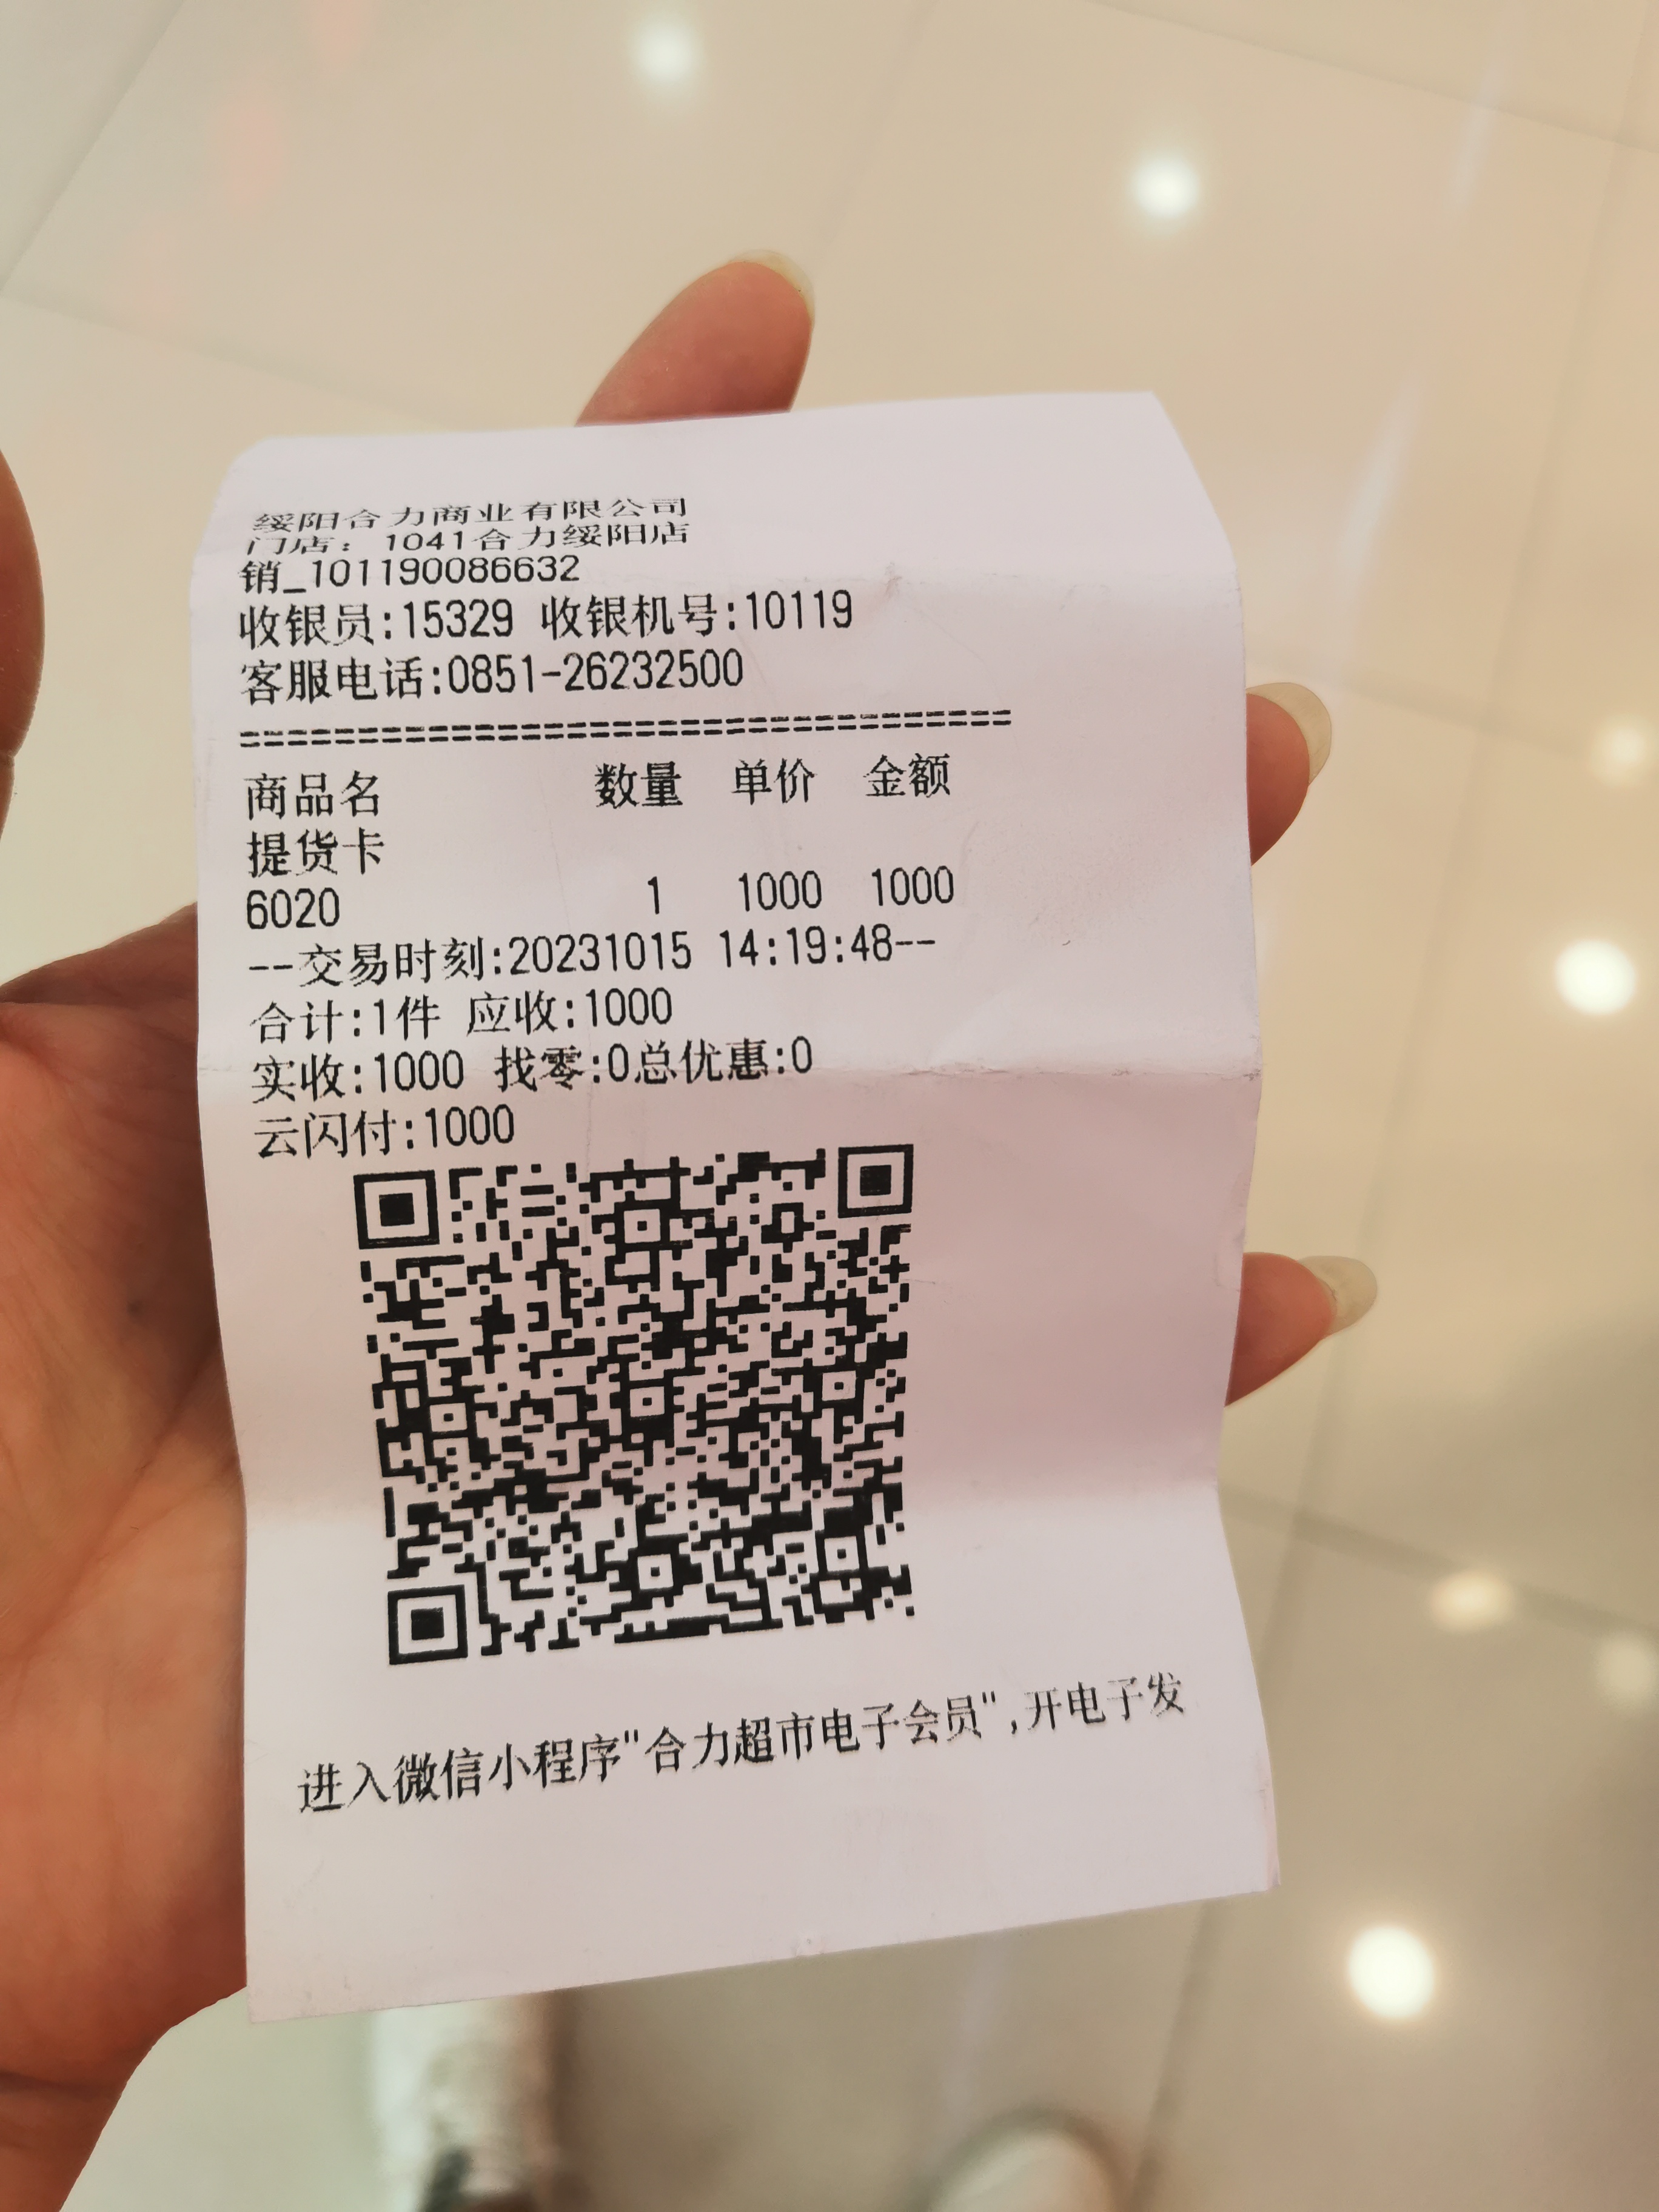 绥阳合力商业有限公司
门店：1041合力绥阳店
销_101190086632
收银员:15329 收银机号:10119
客服电话:0851-26232500
=================================
商品名 数量 单价 金额
提货卡
6020 1 1000 1000
--交易时刻:20231015 14:19:48--
合计:1件 应收:1000
实收:1000 找零:0总优惠:0
云闪付:1000
进入微信小程序"合力超市电子会员",开电子发